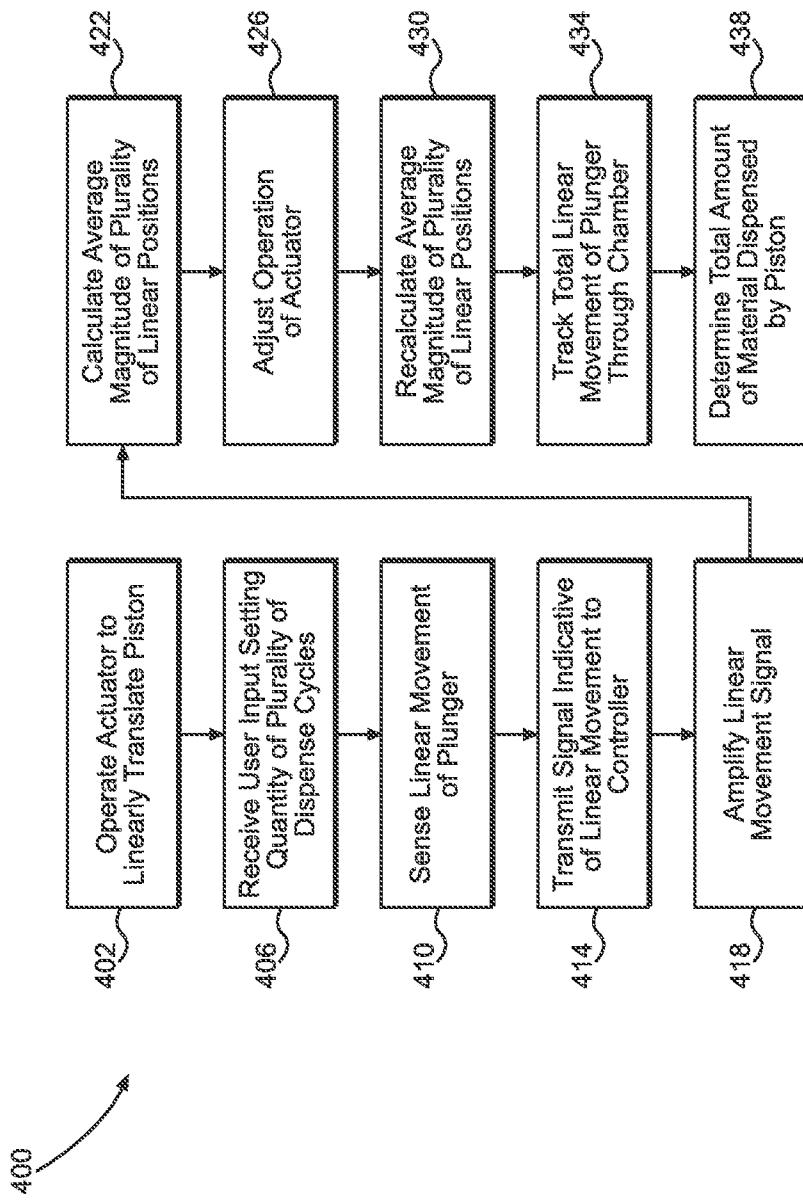 400
402
Operate Actuator to
Linearly Translate Piston
406
Receive User Input Setting
Quantity of Plurality of
Dispense Cycles
410
Sense Linear Movement
of Plunger
414
Transmit Signal Indicative
of Linear Movement to
Controller
418
Amplify Linear
Movement Signal
422
Calculate Average
Magnitude of Plurality
of Linear Positions
426
Adjust Operation
of Actuator
430
Recalculate Average
Magnitude of Plurality
of Linear Positions
434
Track Total Linear
Movement of Plunger
Through Chamber
438
Determine Total Amount
of Material Dispensed
by Piston